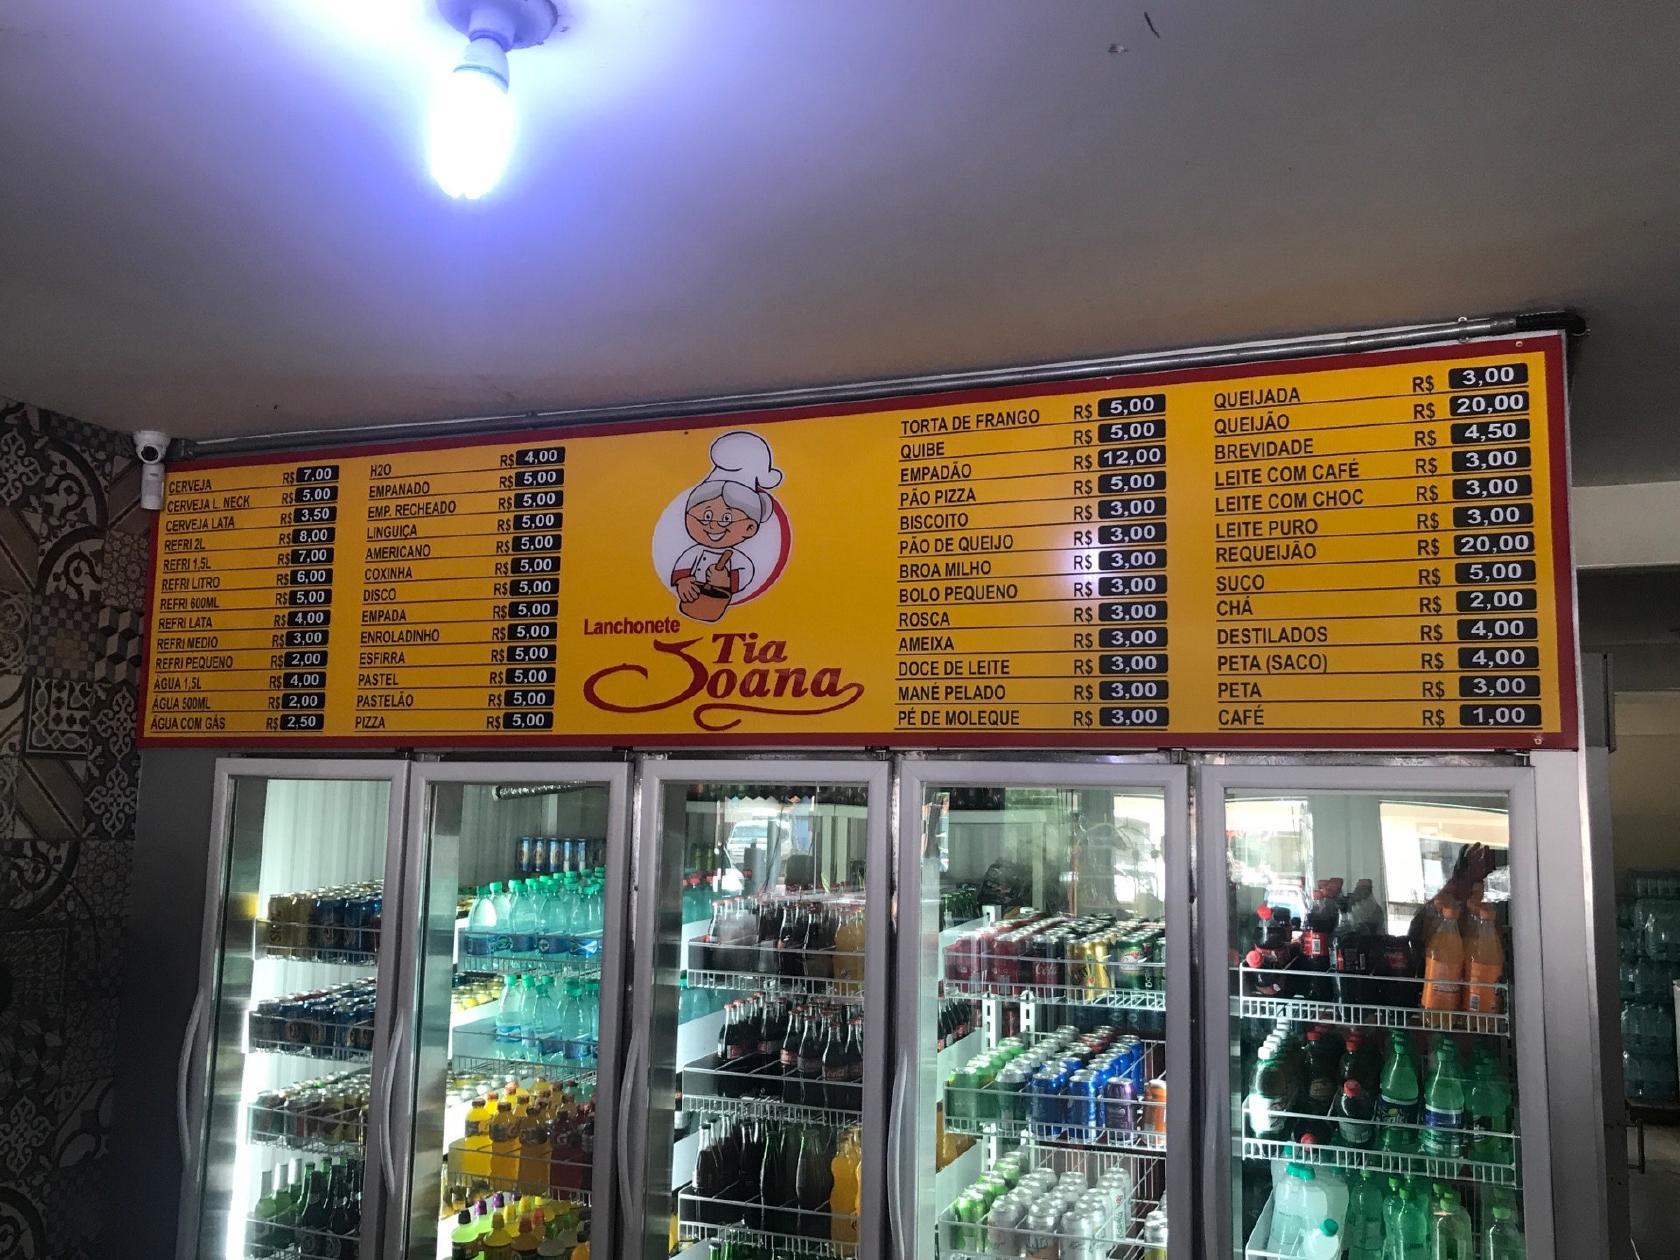 CERVEJA R$ 7,00
CERVEJA L. NECK R$ 5,00
CERVEJA LATA R$ 3,50
REFRI 2L R$ 8,00
REFRI 1,5L R$ 7,00
REFRI LITRO R$ 6,00
REFRI 600ML R$ 5,00
REFRI LATA R$ 4,00
REFRI MEDIO R$ 3,00
REFRI PEQUENO R$ 2,00
ÁGUA 1,5L R$ 4,00
ÁGUA 500ML R$ 2,00
ÁGUA COM GÁS R$ 2,50
H2O R$ 4,00
EMPANADO R$ 5,00
EMP. RECHEADO R$ 5,00
LINGUIÇA R$ 5,00
AMERICANO R$ 5,00
COXINHA R$ 5,00
DISCO R$ 5,00
EMPADA R$ 5,00
ENROLADINHO R$ 5,00
ESFIRRA R$ 5,00
PASTEL R$ 5,00
PASTELÃO R$ 5,00
PIZZA R$ 5,00
Lanchonete
Tia
Joana
TORTA DE FRANGO R$ 5,00
QUIBE R$ 5,00
EMPADÃO R$ 12,00
PÃO PIZZA R$ 5,00
BISCOITO R$ 3,00
PÃO DE QUEIJO R$ 3,00
BROA MILHO R$ 3,00
BOLO PEQUENO R$ 3,00
ROSCA R$ 3,00
AMEIXA R$ 3,00
DOCE DE LEITE R$ 3,00
MANÉ PELADO R$ 3,00
PÉ DE MOLEQUE R$ 3,00
QUEIJADA R$ 3,00
QUEIJÃO R$ 20,00
BREVIDADE R$ 4,50
LEITE COM CAFÉ R$ 3,00
LEITE COM CHOC R$ 3,00
LEITE PURO R$ 3,00
REQUEIJÃO R$ 20,00
SUCO R$ 5,00
CHÁ R$ 2,00
DESTILADOS R$ 4,00
PETA (SACO) R$ 4,00
PETA R$ 3,00
CAFÉ R$ 1,00